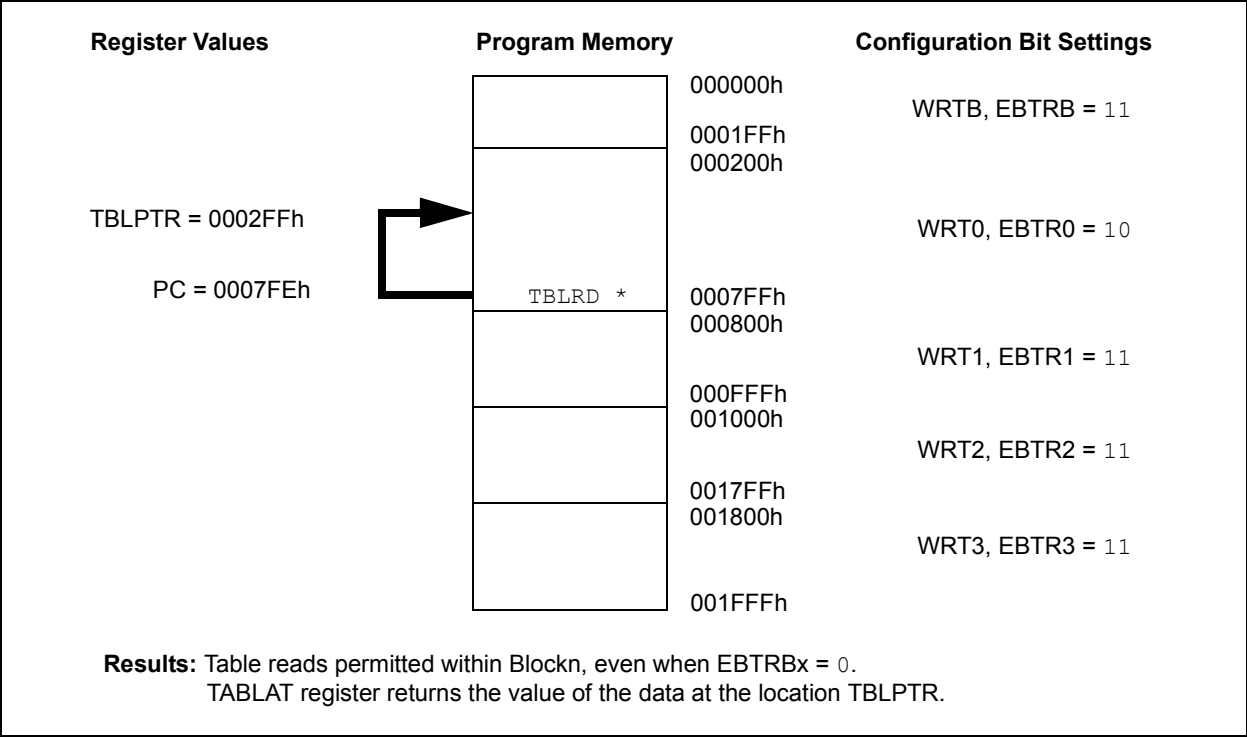 Register Values Program Memory Configuration Bit Settings
000000h
WRTB, EBTRB = 11
0001FFh
000200h
TBLPTR = 0002FFh
WRT0, EBTR0 = 10
PC = 0007FEh
TBLRD *
0007FFh
000800h
WRT1, EBTR1 = 11
000FFFh
001000h
WRT2, EBTR2 = 11
0017FFh
001800h
WRT3, EBTR3 = 11
001FFFh
Results: Table reads permitted within Blockn, even when EBTRBx = 0.
TABLAT register returns the value of the data at the location TBLPTR.